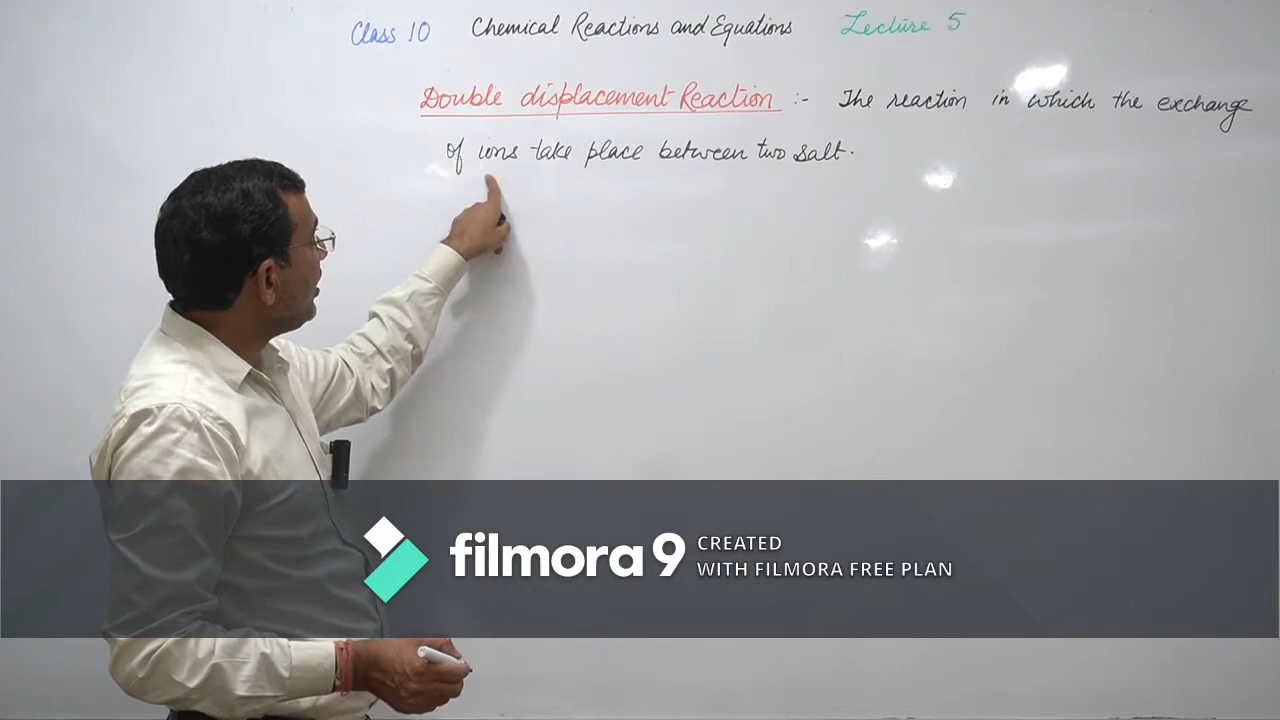 Class 10 Chemical Reactions and Equations Lecture 5
Double displacement Reaction :- The reaction in which the exchange
of ions take place between two salt.
filmora 9 CREATED
WITH FILMORA FREE PLAN